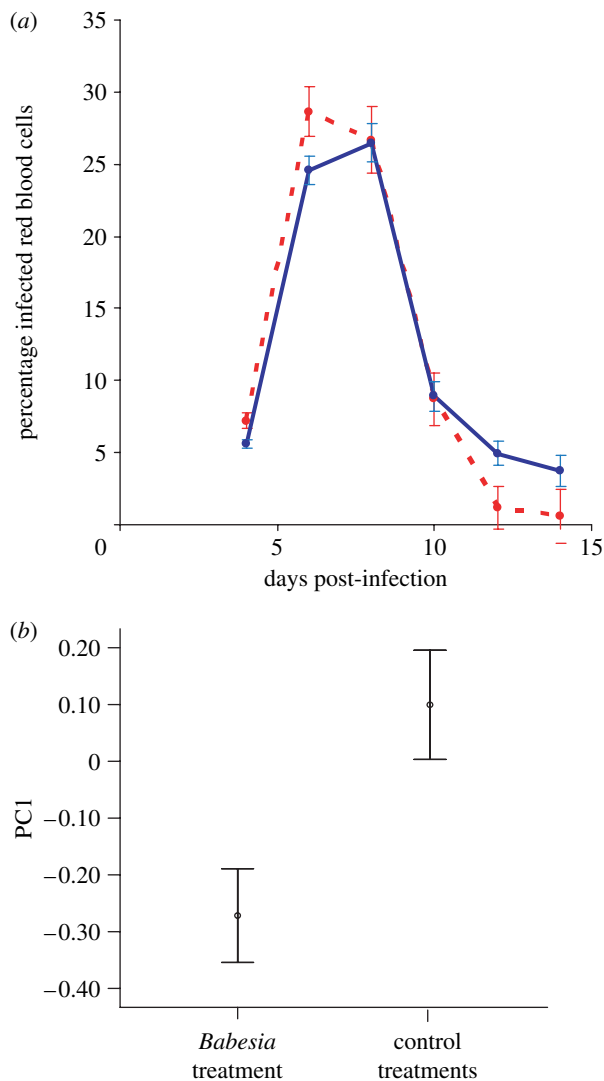 (a)
percentage infected red blood cells
35
30
25
20
15
10
5
0
5
10
15
days post-infection
(b)
PC1
0.20
0.10
0
−0.10
−0.20
−0.30
−0.40
Babesia
treatment
control
treatments